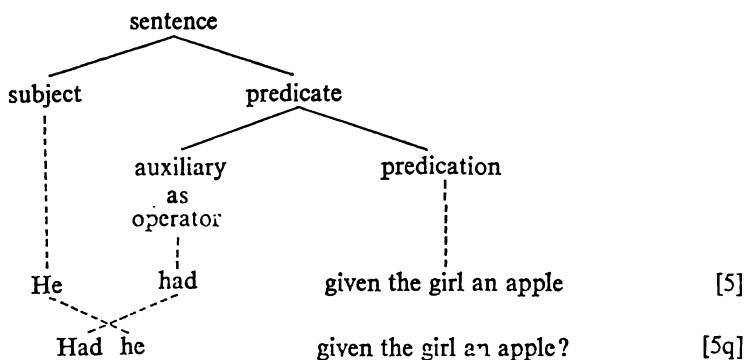 sentence
subject predicate
auxiliary predication
as
operator
He had given the girl an apple [5]
Had he given the girl an apple? [5q]